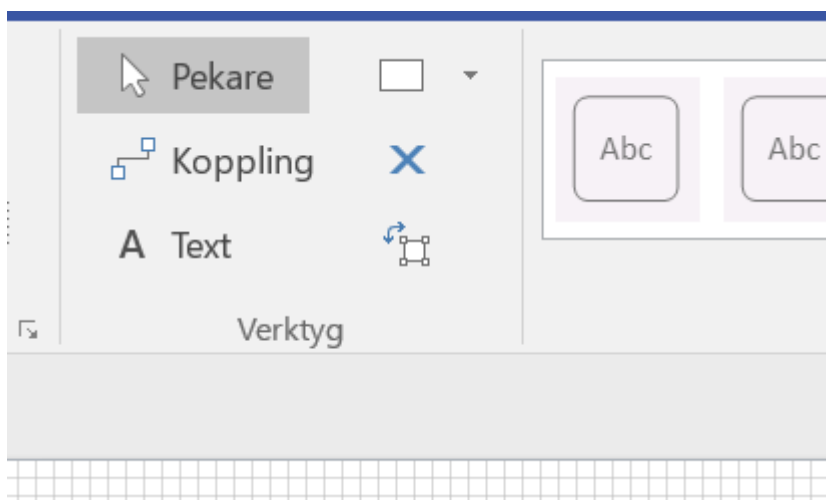 Pekare
Koppling
A Text
Verktyg
Abc
Abc